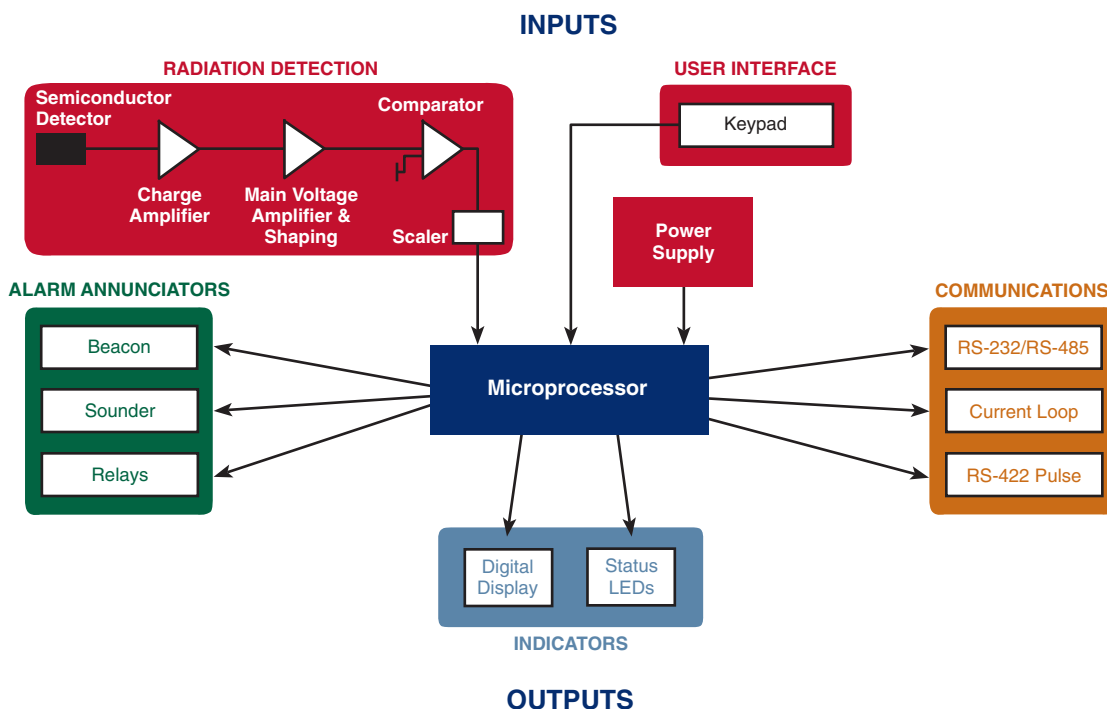 INPUTS
RADIATION DETECTION
Semiconductor
Detector
Comparator
Charge
Amplifier
Main Voltage
Amplifier &
Shaping
Scaler
USER INTERFACE
Keypad
Power
Supply
ALARM ANNUNCIATORS
Beacon
Sounder
Relays
Microprocessor
COMMUNICATIONS
RS-232/RS-485
Current Loop
RS-422 Pulse
Digital
Display
Status
LEDs
INDICATORS
OUTPUTS